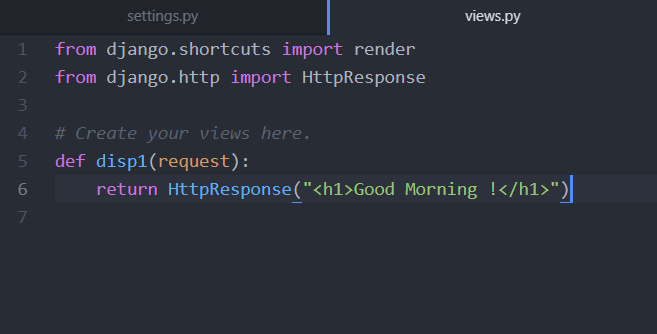 settings.py views.py
1 from django.shortcuts import render
2 from django.http import HttpResponse
3
4 # Create your views here.
5 def disp1(request):
6     return HttpResponse("<h1>Good Morning !</h1>")
7